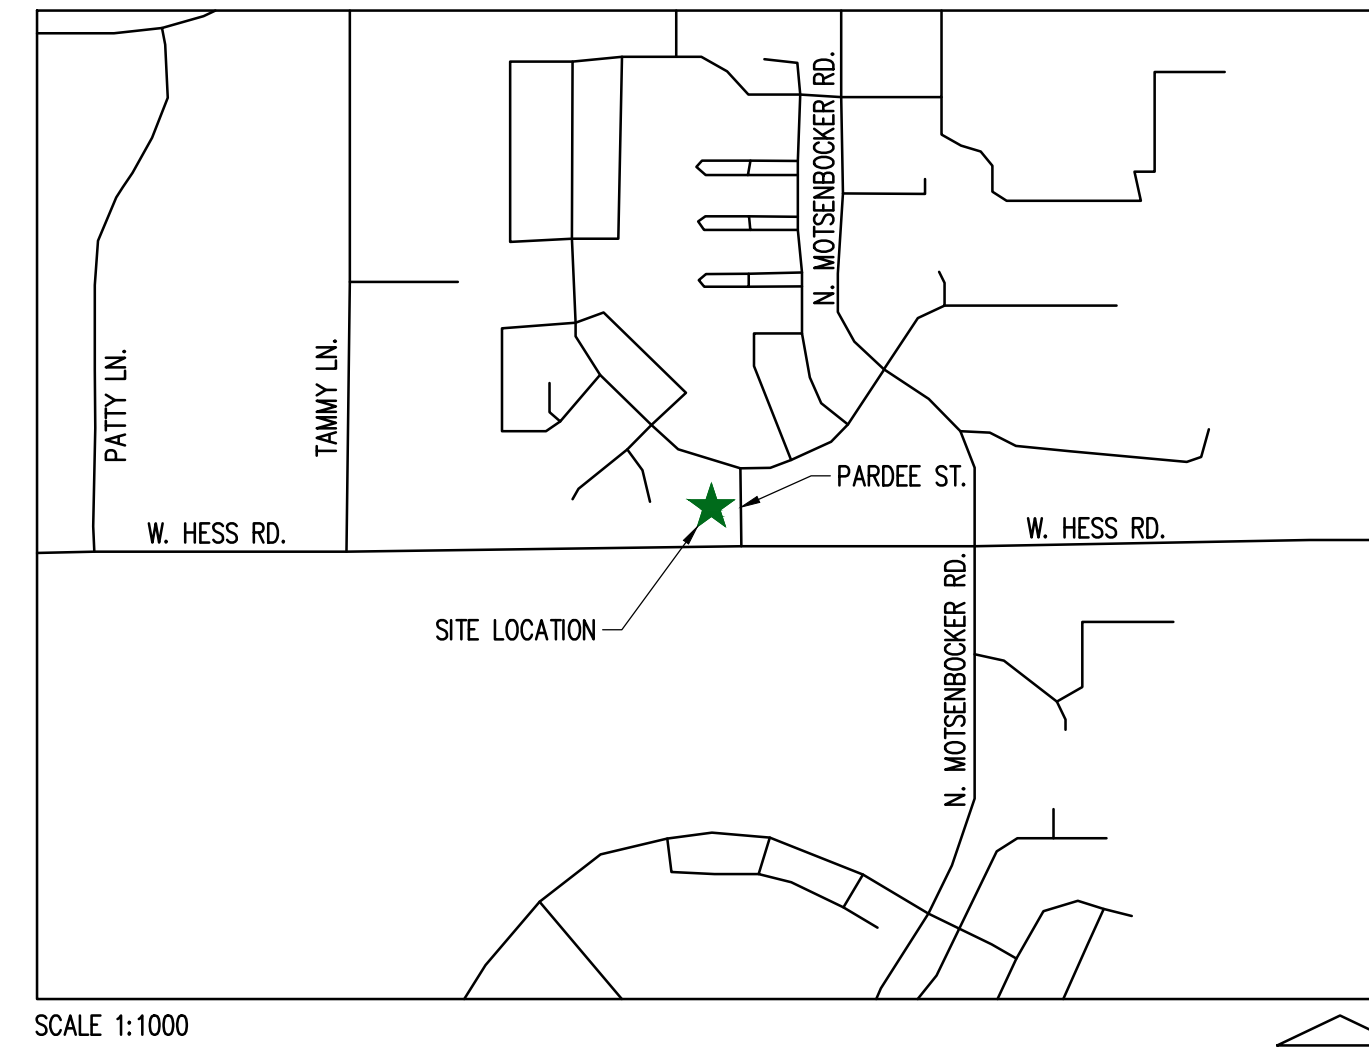 N. MOTSENBOCKER RD.
PATTY LN.
TAMMY LN.
PARDEE ST.
W. HESS RD.
W. HESS RD.
SITE LOCATION
N. MOTSENBOCKER RD.
SCALE 1:1000